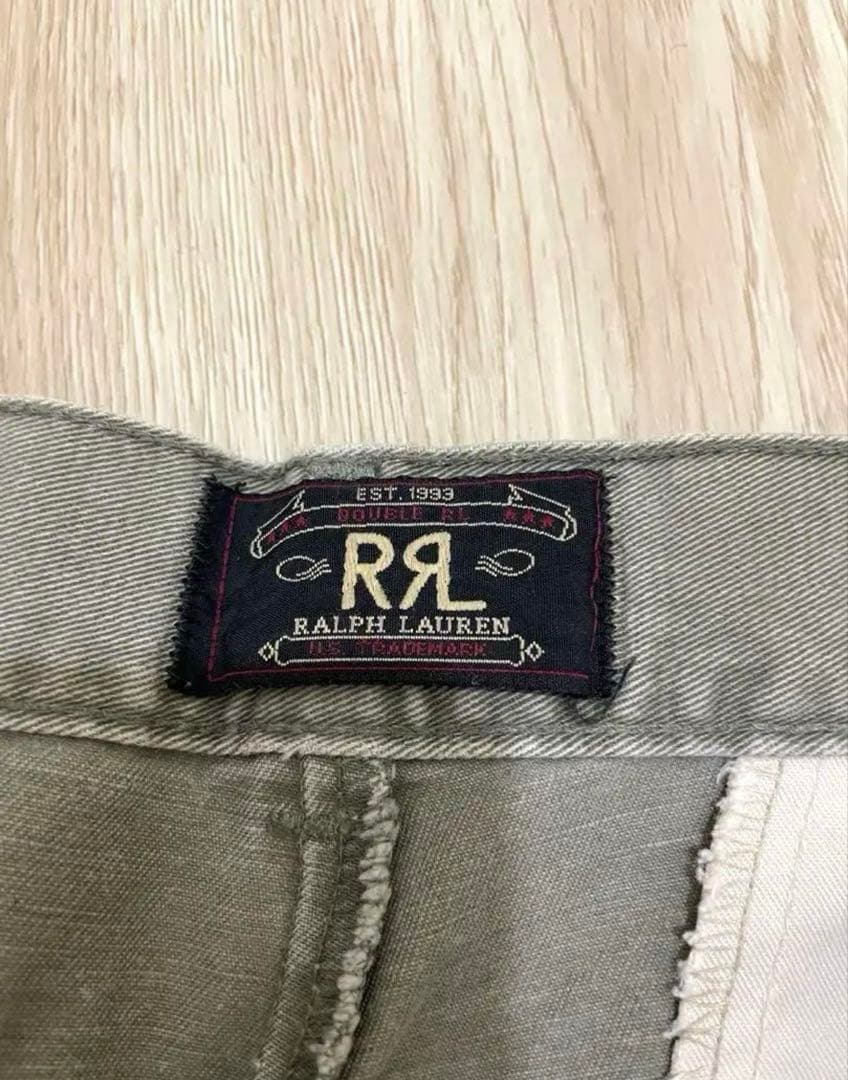 EST. 1993
★★★ DOUBLE RL ★★★
RRL
RALPH LAUREN
U.S. TRADEMARK